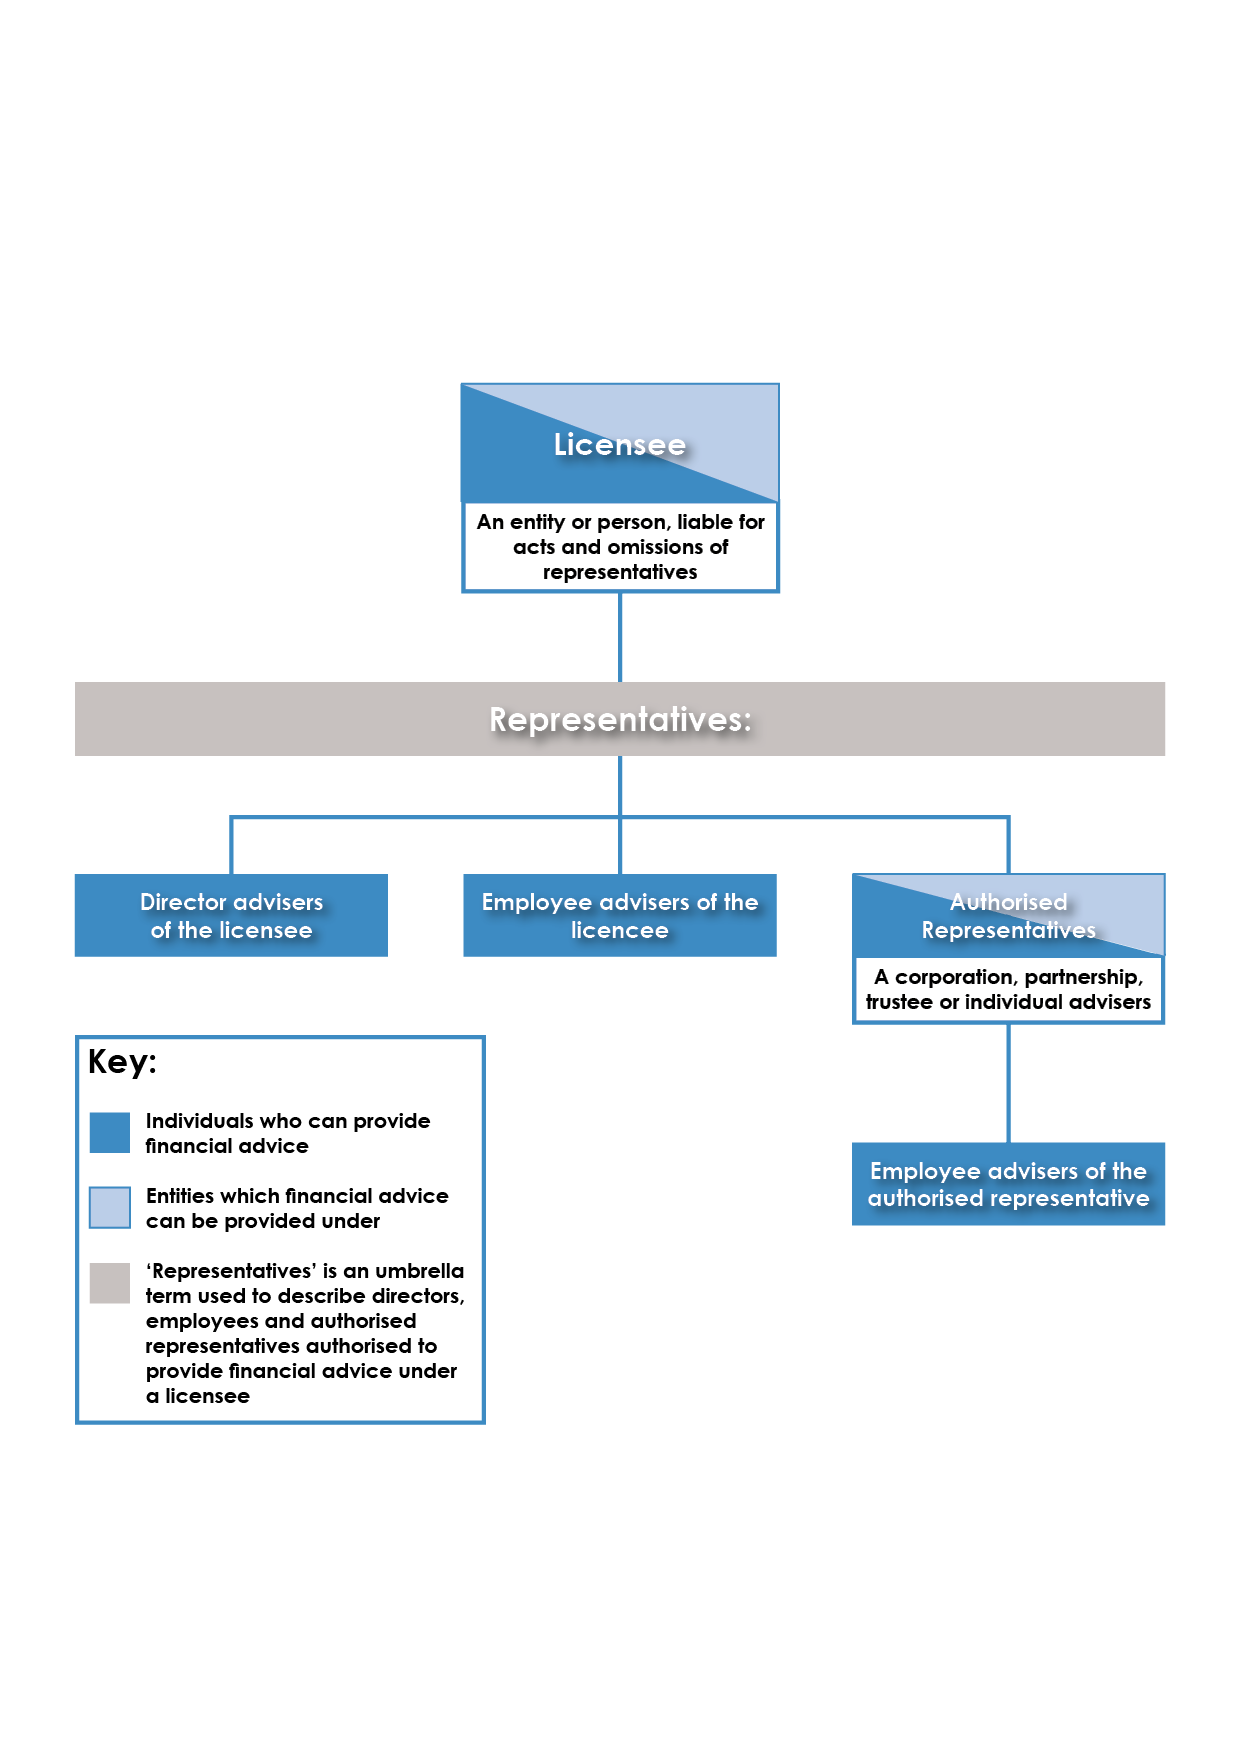 Licensee
An entity or person, liable for
acts and omissions of
representatives
Representatives:
Director advisers
of the licensee
Employee advisers of the
licencee
Authorised
Representatives
A corporation, partnership,
trustee or individual advisers
Employee advisers of the
authorised representative
Key:
Individuals who can provide
financial advice
Entities which financial advice
can be provided under
‘Representatives’ is an umbrella
term used to describe directors,
employees and authorised
representatives authorised to
provide financial advice under
a licensee